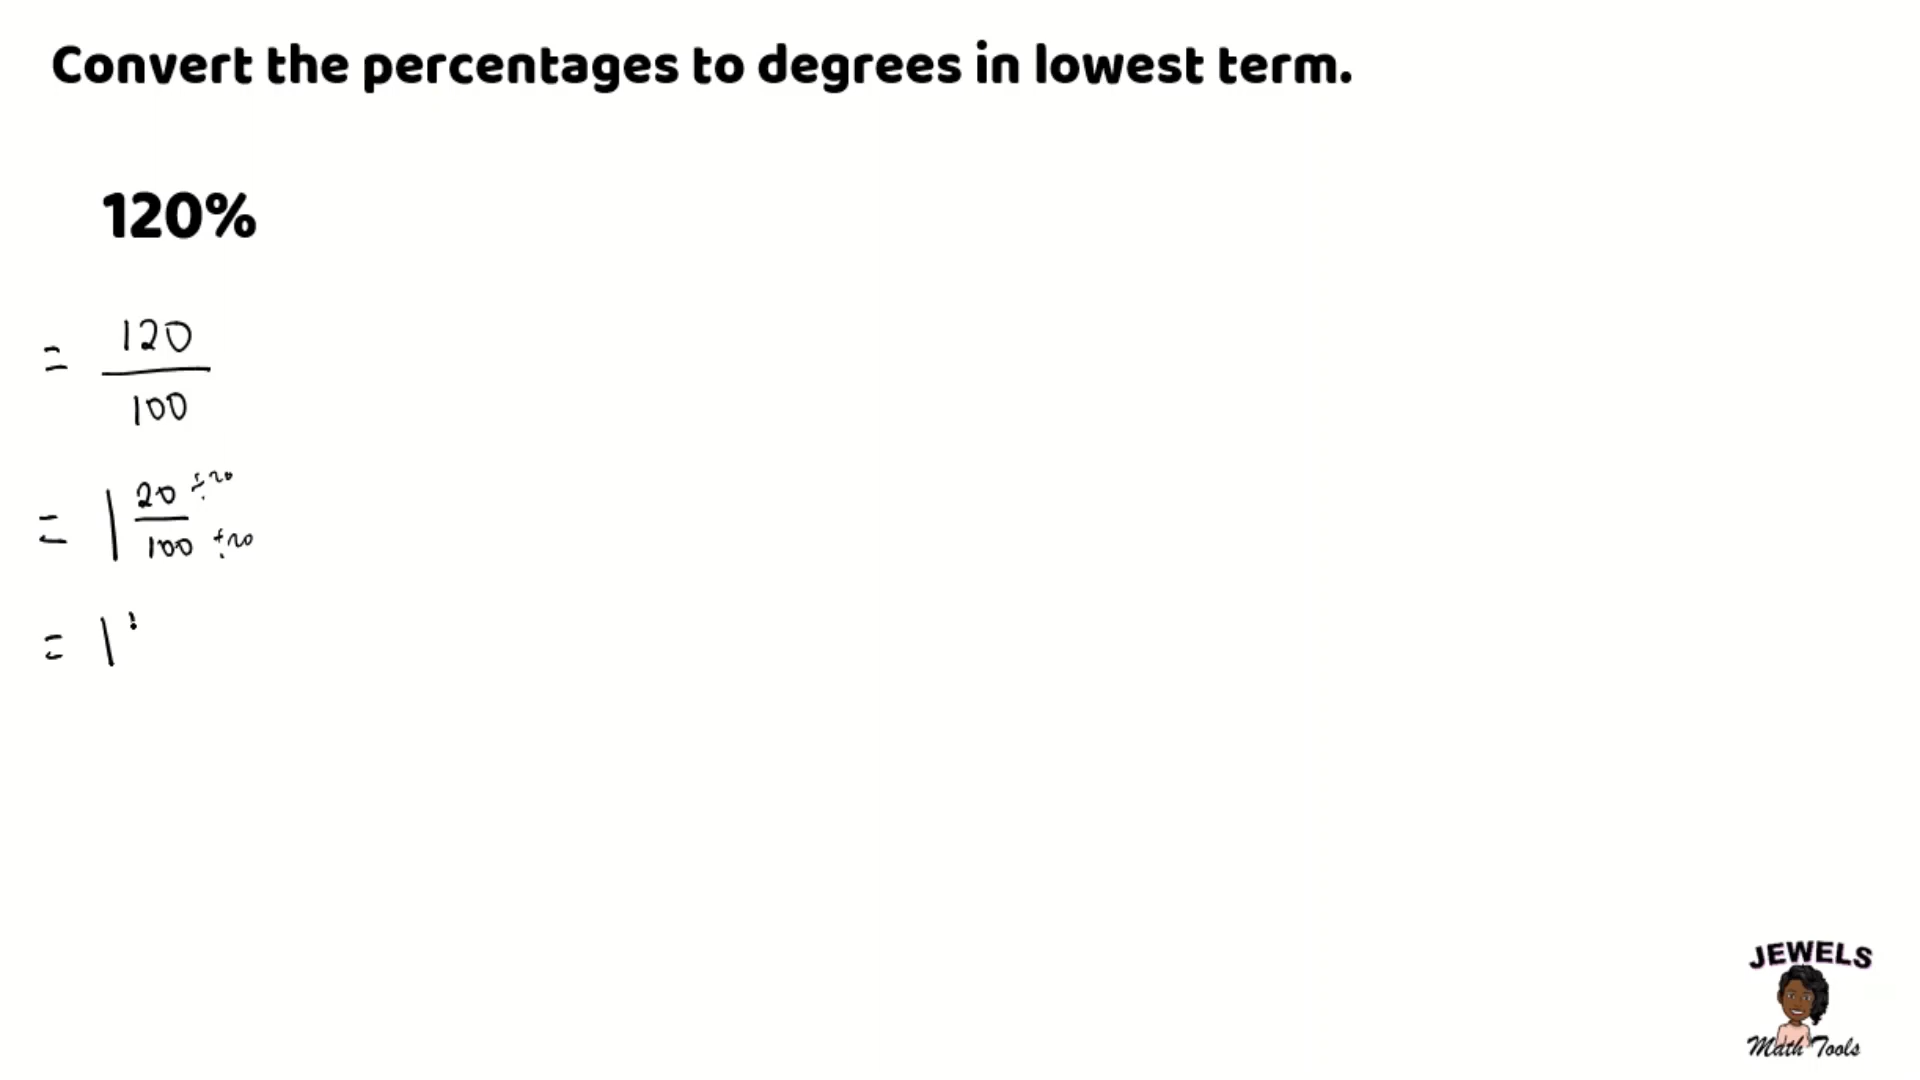 Convert the percentages to degrees in lowest term.
120%
= 120/100
= 1 20/100 ÷20 ÷20
= 1
JEWELS
Math Tools